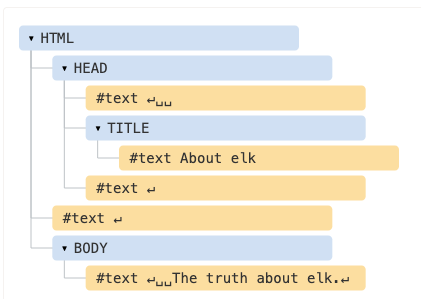 ▾ HTML
▾ HEAD
#text ↵␣␣
▾ TITLE
#text About elk
#text ↵
#text ↵
▾ BODY
#text ↵␣␣The truth about elk.↵